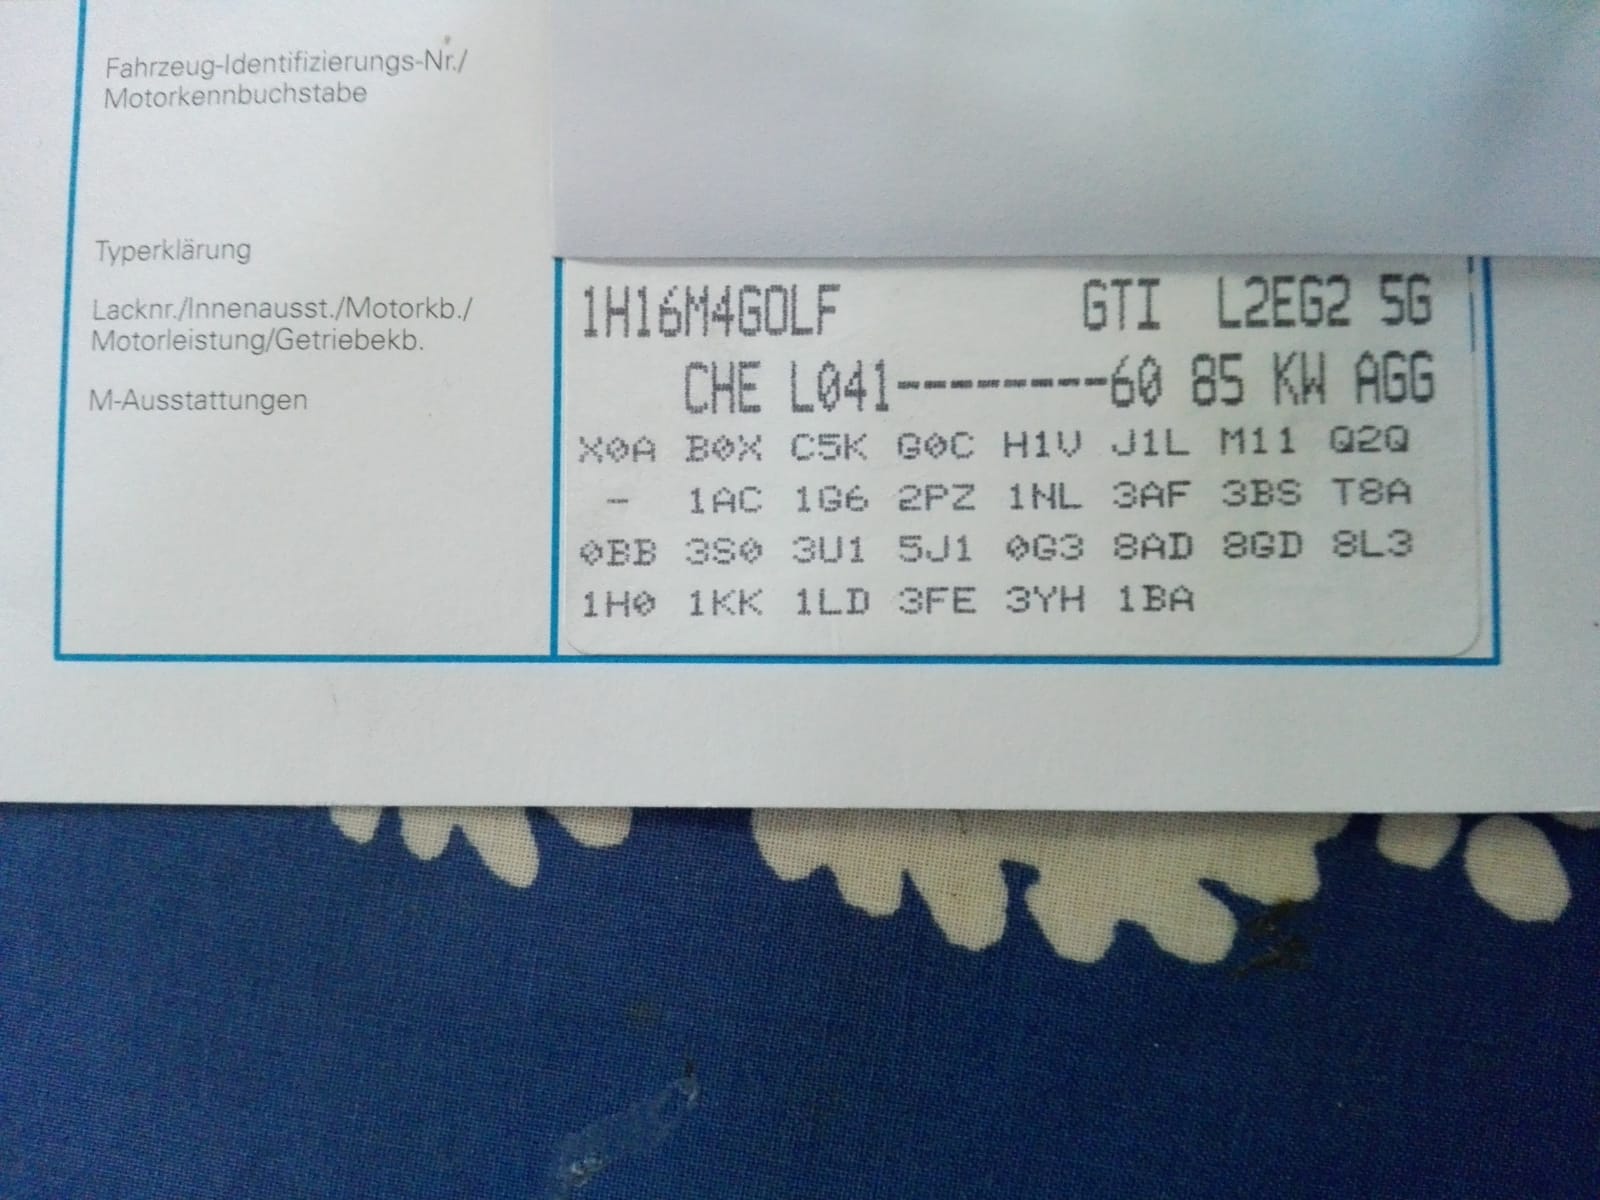 Fahrzeug-Identifizierungs-Nr./
Motorkennbuchstabe
Typerklärung
Lacknr./Innenausst./Motorkb./
Motorleistung/Getriebekb.
M-Ausstattungen
1H16M4GOLF GTI L2EG2 5G
CHE L041--------60 85 KW AGG
X0A B0X C5K G0C H1V J1L M11 Q2Q
- 1AC 1G6 2PZ 1NL 3AF 3BS T8A
0BB 3S0 3U1 5J1 0G3 8AD 8GD 8L3
1H0 1KK 1LD 3FE 3YH 1BA